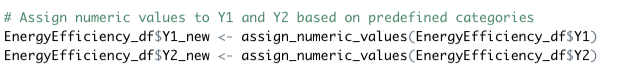 # Assign numeric values to Y1 and Y2 based on predefined categories
EnergyEfficiency_df$Y1_new <- assign_numeric_values(EnergyEfficiency_df$Y1)
EnergyEfficiency_df$Y2_new <- assign_numeric_values(EnergyEfficiency_df$Y2)